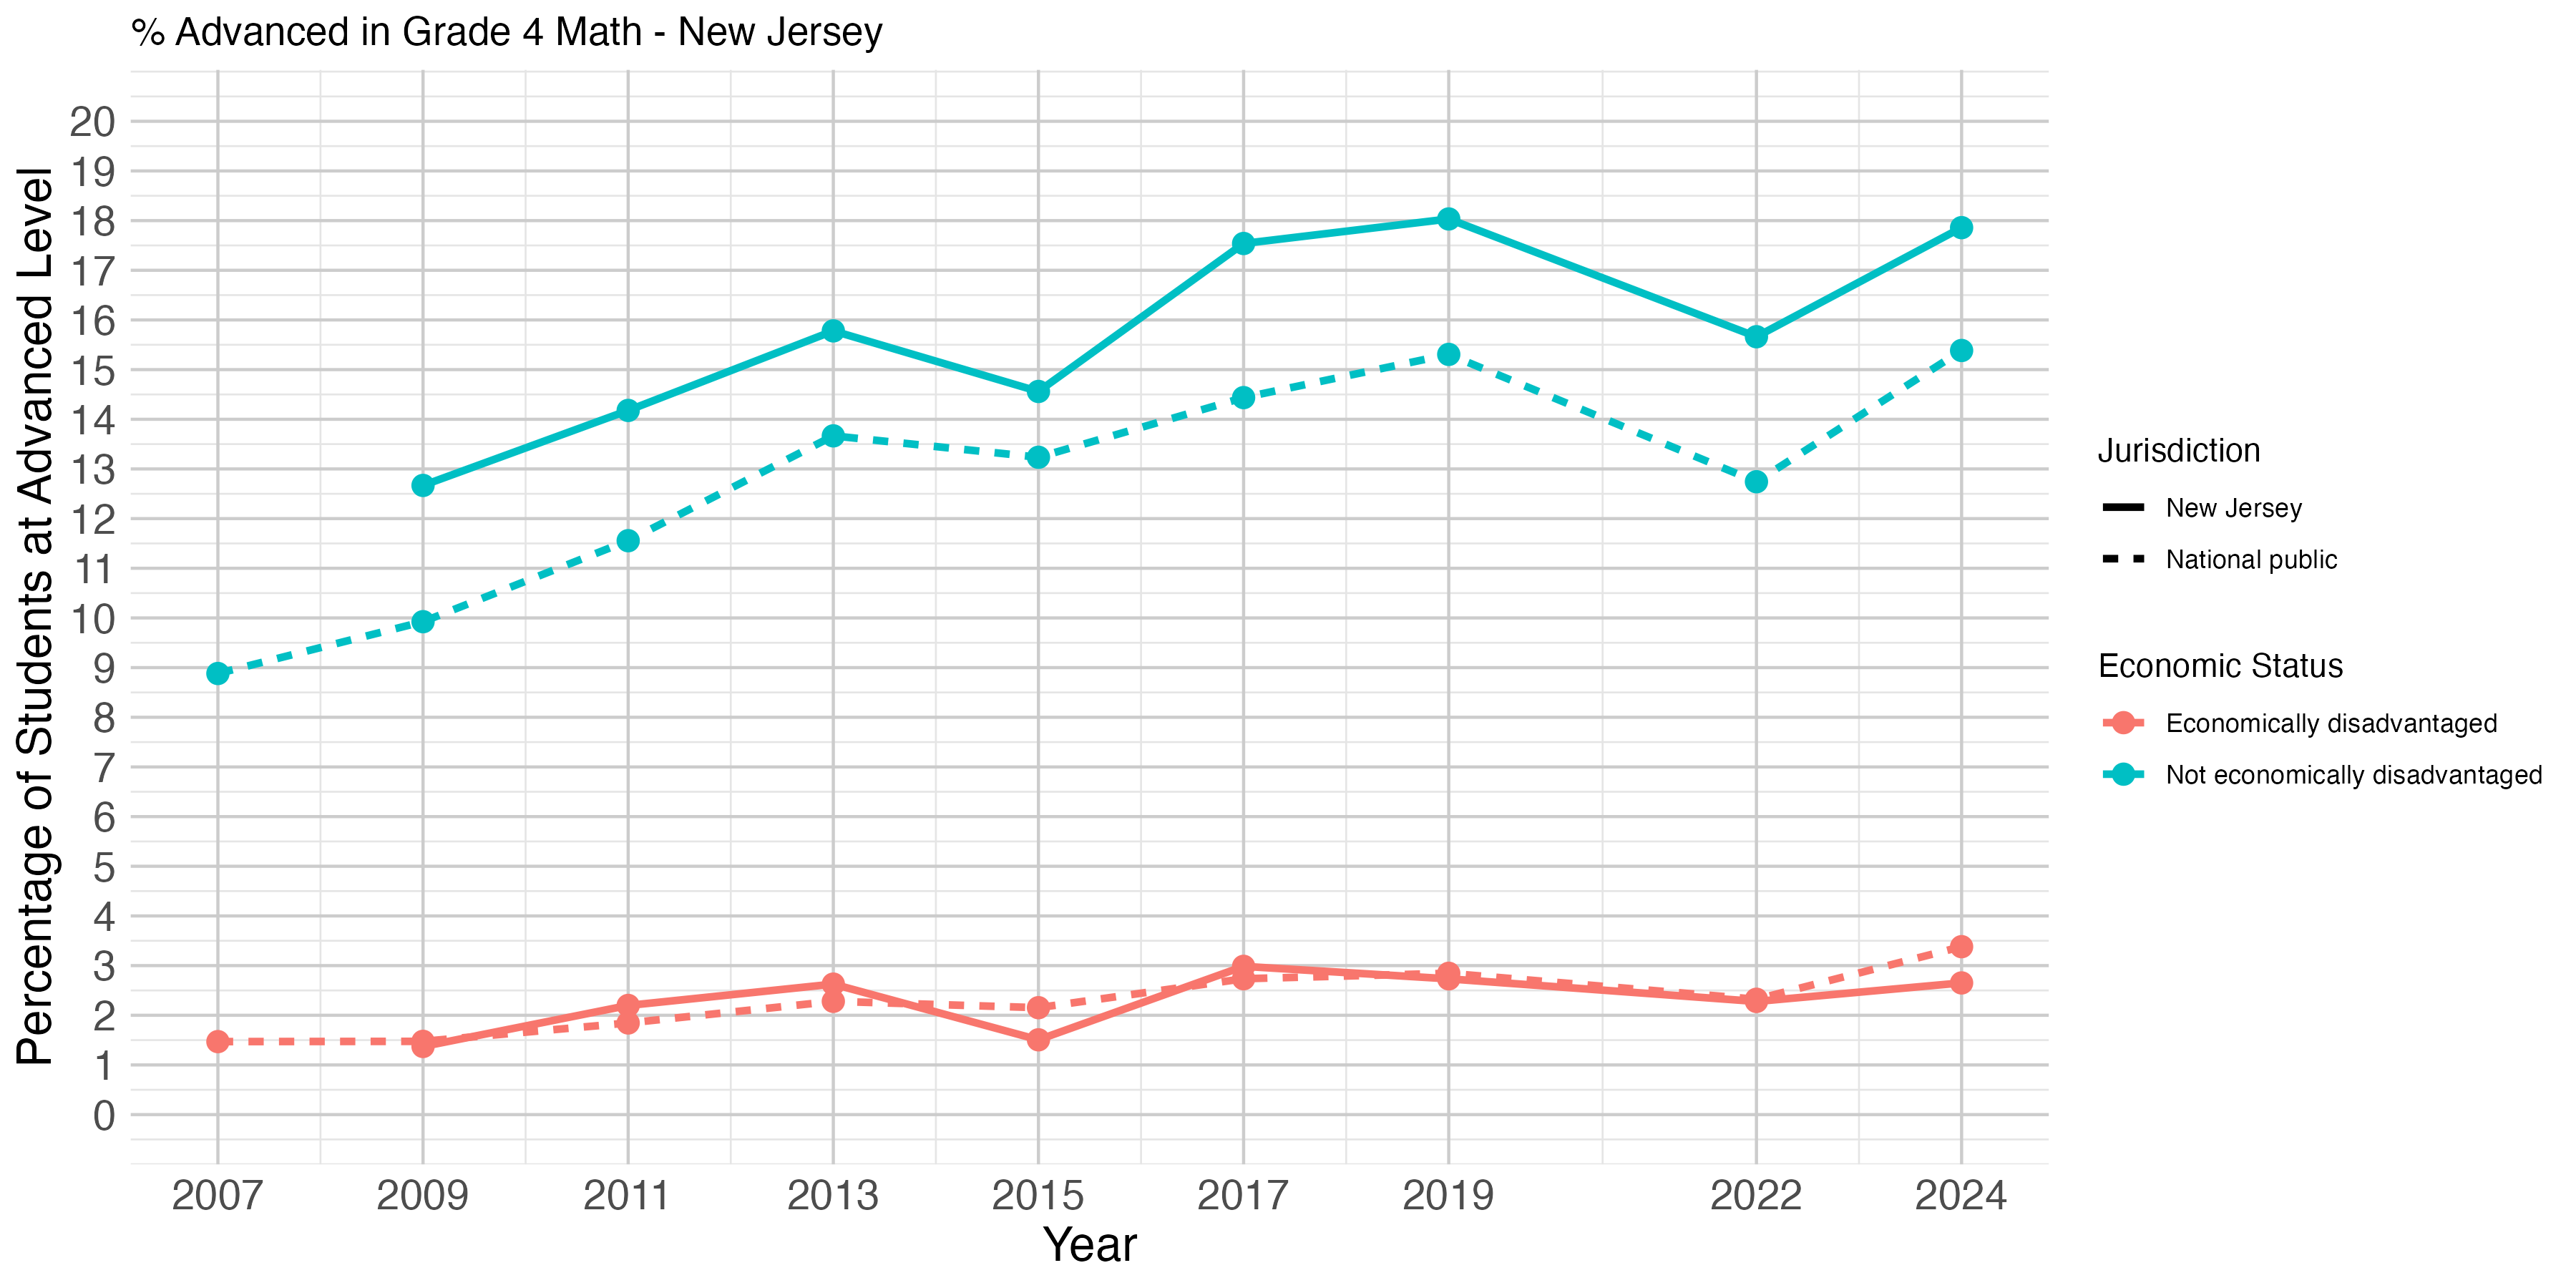 % Advanced in Grade 4 Math - New Jersey
Percentage of Students at Advanced Level
20
19
18
17
16
15
14
13
12
11
10
9
8
7
6
5
4
3
2
1
0
2007 2009 2011 2013 2015 2017 2019 2022 2024
Year
Jurisdiction
New Jersey
National public
Economic Status
Economically disadvantaged
Not economically disadvantaged